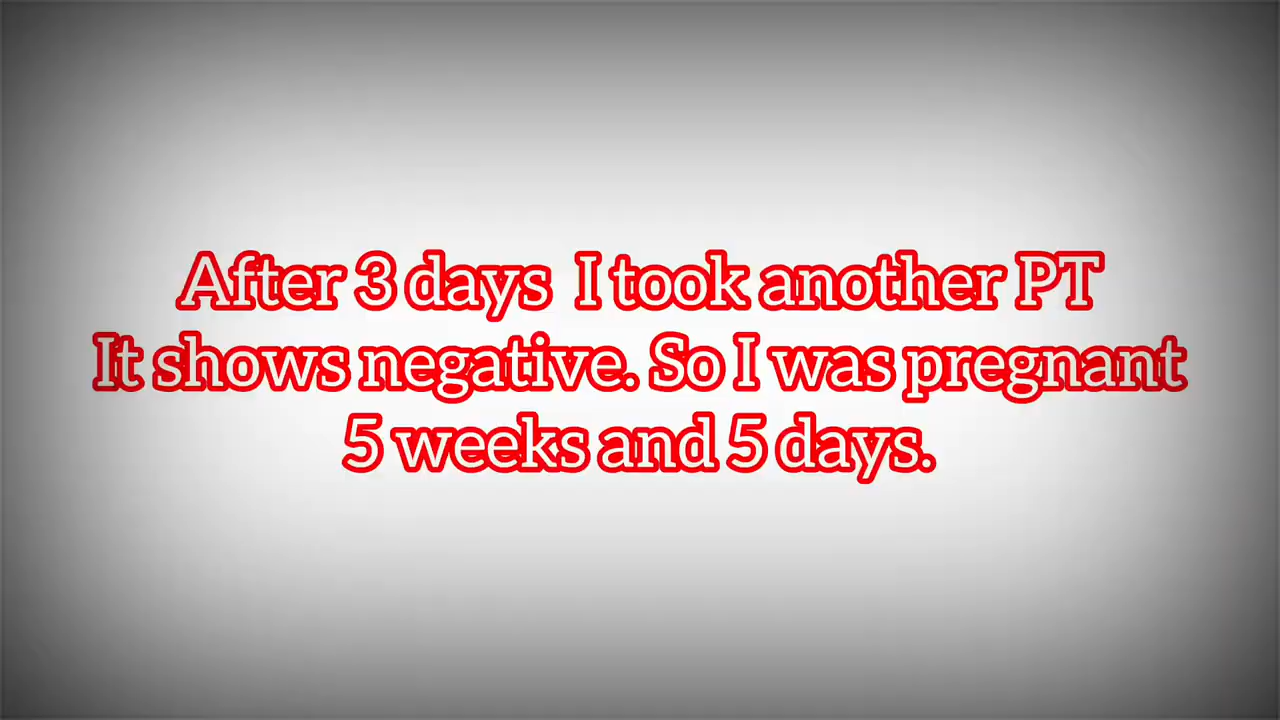 After 3 days I took another PT
It shows negative. So I was pregnant
5 weeks and 5 days.